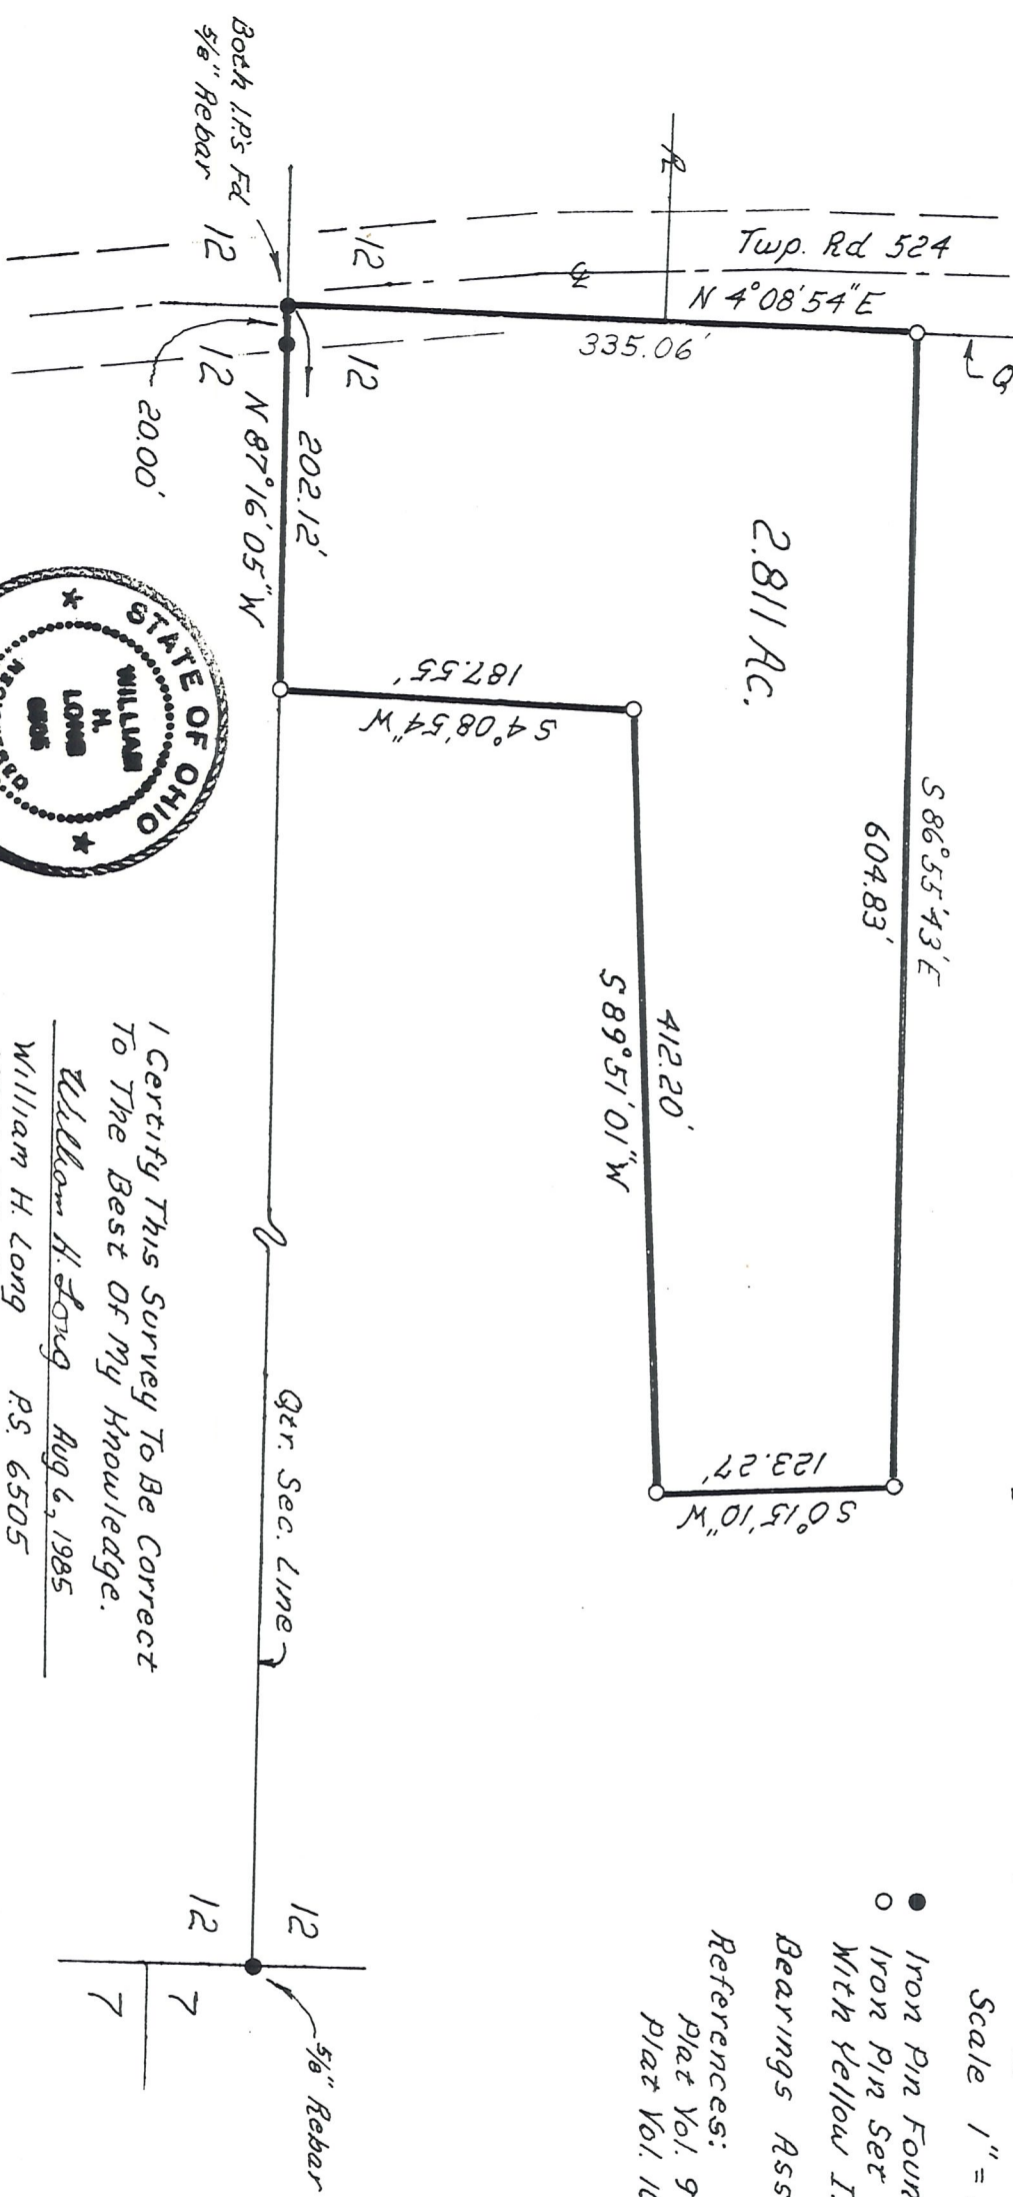 Scale 1" =
● Iron Pin Foun
○ Iron Pin Set
With Yellow I.
Bearings Ass
References:
Plat Vol. 9
Plat Vol. 10
Twp. Rd 524
N 4°08'54"E
335.06'
S 86°55'43"E
604.83'
2.811 Ac.
S 0°15'10"W
123.27'
412.20'
S 89°51'01"W
S 4°08'54"W
187.55'
202.12'
N 87°16'05"W
20.00'
Both I.P.'s Fd
5/8" Rebar
12
12
12
12
Qtr. Sec. Line
12
12
7
7
5/8" Rebar
STATE OF OHIO
WILLIAM
H.
LONG
6505
I Certify This Survey To Be Correct
To The Best Of My Knowledge.
William H. Long Aug 6, 1985
William H. Long P.S. 6505